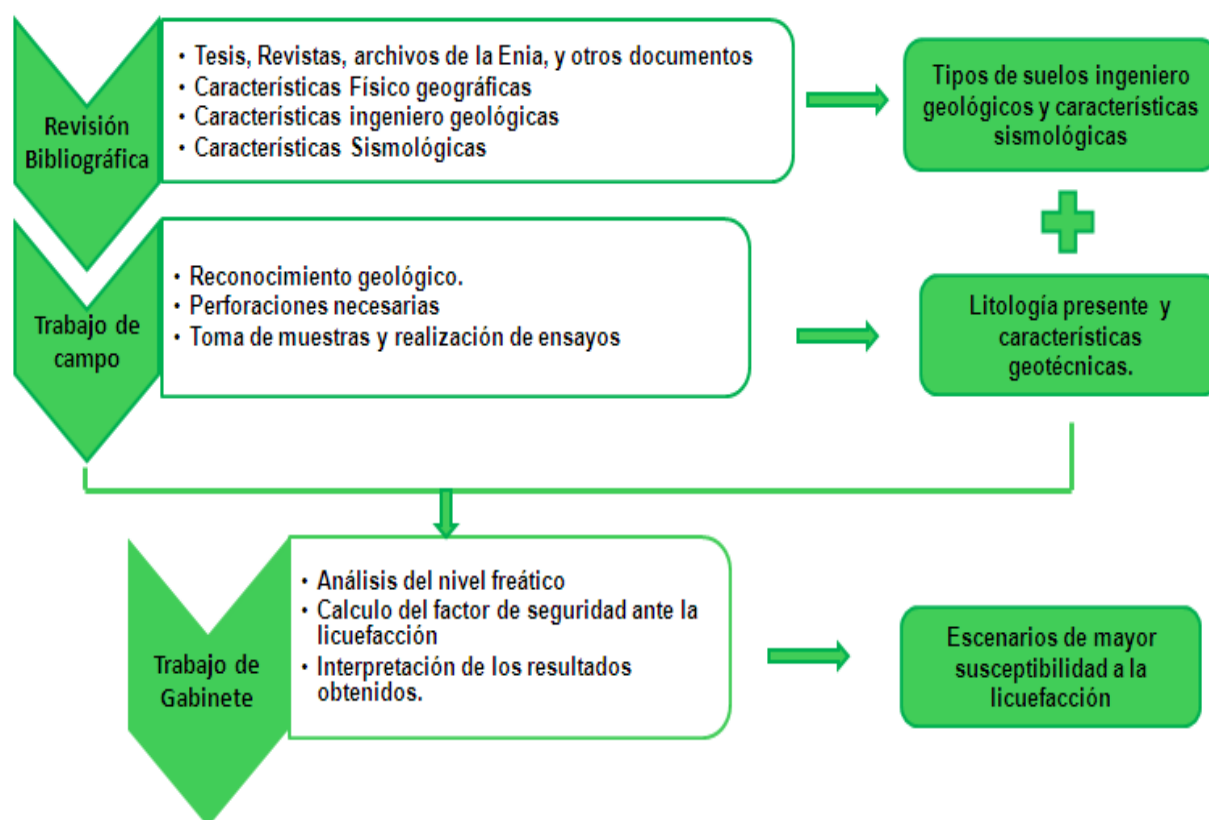 Revisión
Bibliográfica
• Tesis, Revistas, archivos de la Enia, y otros documentos
• Características Físico geográficas
• Características ingeniero geológicas
• Características Sismológicas
Tipos de suelos ingeniero
geológicos y características
sismológicas
Trabajo de
campo
• Reconocimiento geológico.
• Perforaciones necesarias
• Toma de muestras y realización de ensayos
Litología presente y
características
geotécnicas.
Trabajo de
Gabinete
• Análisis del nivel freático
• Calculo del factor de seguridad ante la
licuefacción
• Interpretación de los resultados
obtenidos.
Escenarios de mayor
susceptibilidad a la
licuefacción